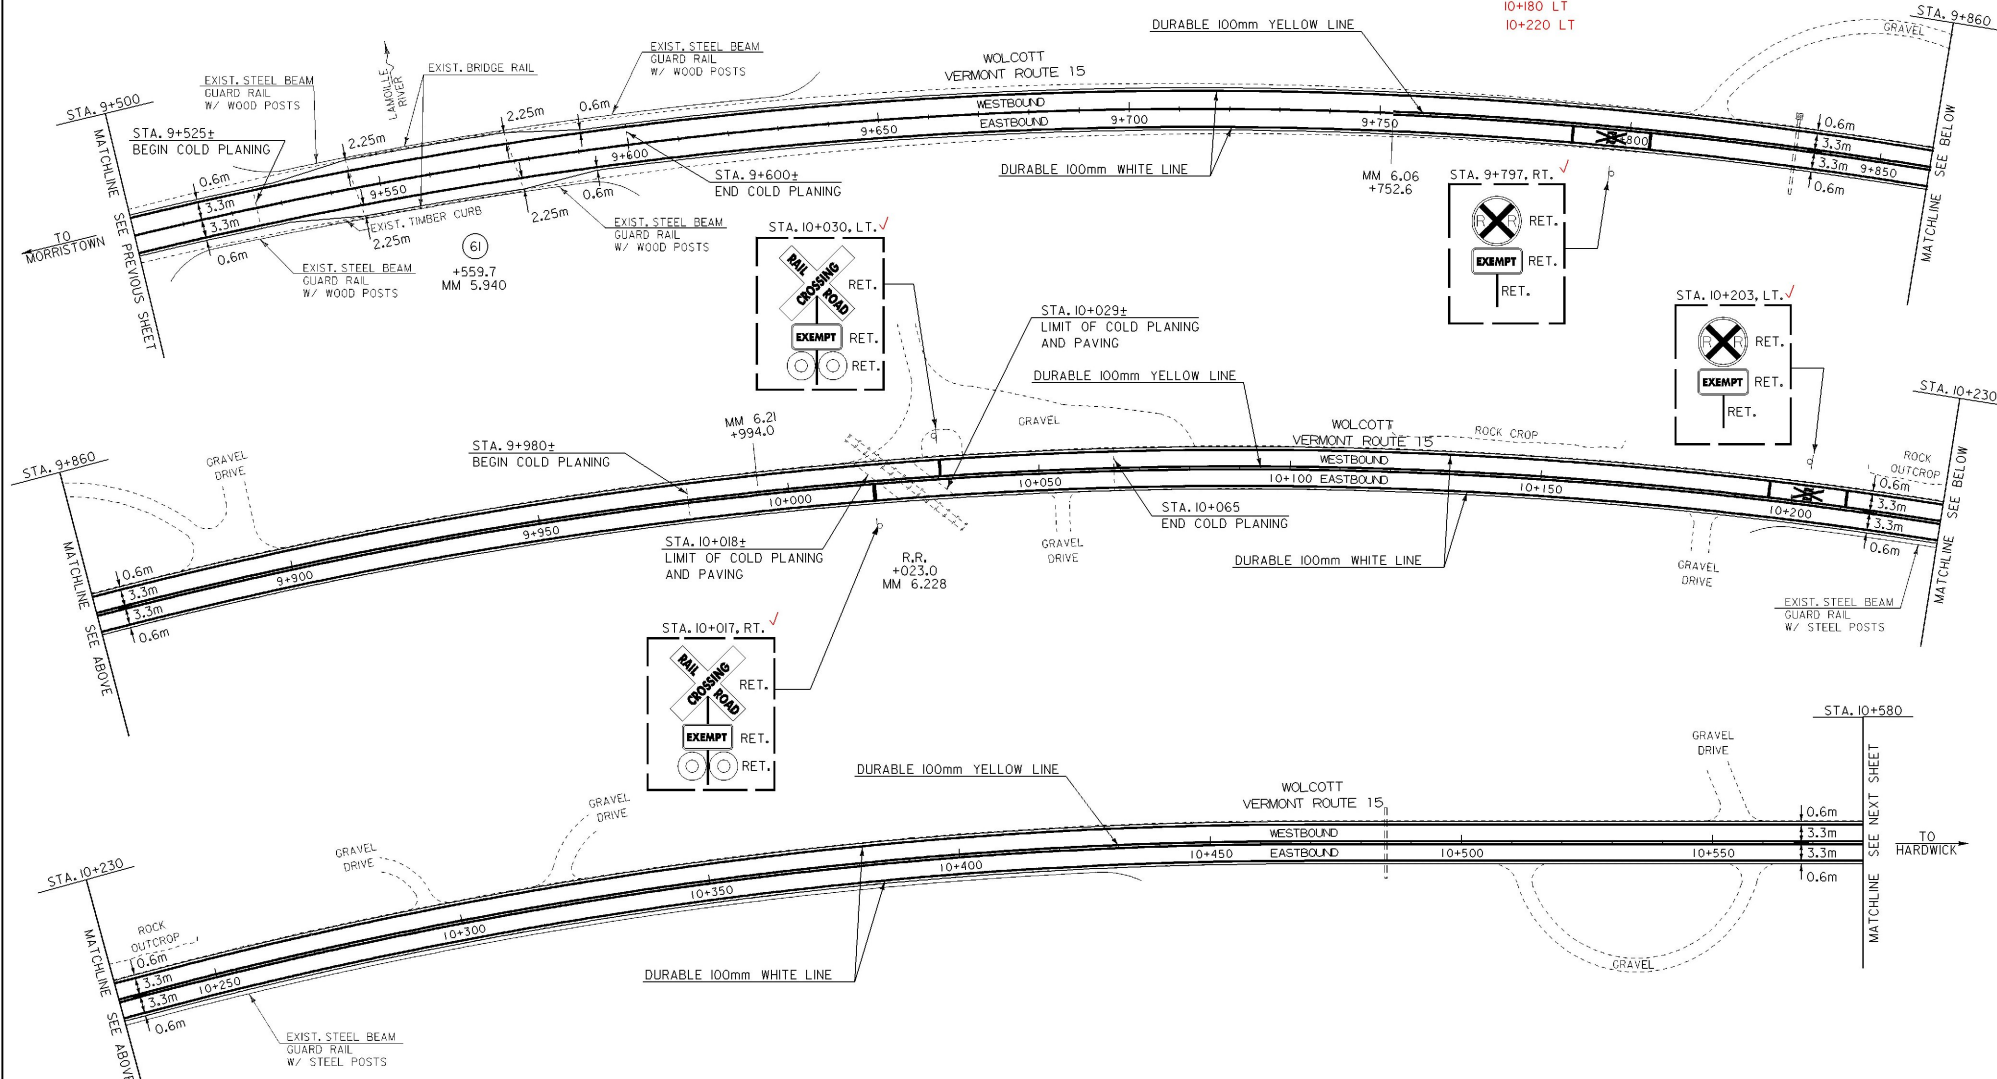 10+180 LT
10+220 LT
STA. 9+860
GRAVEL
DURABLE 100mm YELLOW LINE
WOLCOTT
VERMONT ROUTE 15
WESTBOUND
EASTBOUND
EXIST. STEEL BEAM
GUARD RAIL
W/ WOOD POSTS
LAMOILLE
RIVER
EXIST. BRIDGE RAIL
EXIST. STEEL BEAM
GUARD RAIL
W/ WOOD POSTS
STA. 9+500
STA. 9+525±
BEGIN COLD PLANING
2.25m
2.25m
0.6m
0.6m
3.3m
3.3m
0.6m
9+550
9+600
9+650
9+700
9+750
9+800
9+850
0.6m
3.3m
3.3m
0.6m
MATCHLINE SEE PREVIOUS SHEET
MATCHLINE SEE BELOW
TO
MORRISTOWN
EXIST. TIMBER CURB
2.25m
2.25m
0.6m
STA. 9+600±
END COLD PLANING
DURABLE 100mm WHITE LINE
MM 6.06
+752.6
EXIST. STEEL BEAM
GUARD RAIL
W/ WOOD POSTS
EXIST. STEEL BEAM
GUARD RAIL
W/ WOOD POSTS
61
+559.7
MM 5.940
STA. 9+797, RT. ✓
R R
RET.
EXEMPT
RET.
RET.
STA. 10+030, LT. ✓
RAIL ROAD
CROSSING
RET.
EXEMPT
RET.
RET.
STA. 10+029±
LIMIT OF COLD PLANING
AND PAVING
STA. 10+203, LT. ✓
R R
RET.
EXEMPT
RET.
RET.
STA. 9+860
GRAVEL
DRIVE
STA. 9+980±
BEGIN COLD PLANING
MM 6.21
+994.0
DURABLE 100mm YELLOW LINE
GRAVEL
WOLCOTT
VERMONT ROUTE 15
WESTBOUND
EASTBOUND
ROCK CROP
ROCK
OUTCROP
STA. 10+230
MATCHLINE SEE ABOVE
MATCHLINE SEE BELOW
0.6m
3.3m
3.3m
0.6m
9+900
9+950
10+000
10+050
10+100
10+150
10+200
0.6m
3.3m
3.3m
0.6m
STA. 10+018±
LIMIT OF COLD PLANING
AND PAVING
R.R.
+023.0
MM 6.228
GRAVEL
DRIVE
STA. 10+065
END COLD PLANING
DURABLE 100mm WHITE LINE
GRAVEL
DRIVE
EXIST. STEEL BEAM
GUARD RAIL
W/ STEEL POSTS
STA. 10+017, RT. ✓
RAIL ROAD
CROSSING
RET.
EXEMPT
RET.
RET.
STA. 10+230
ROCK
OUTCROP
GRAVEL
DRIVE
GRAVEL
DRIVE
DURABLE 100mm YELLOW LINE
WOLCOTT
VERMONT ROUTE 15
WESTBOUND
EASTBOUND
GRAVEL
DRIVE
STA. 10+580
MATCHLINE SEE ABOVE
MATCHLINE SEE NEXT SHEET
0.6m
3.3m
3.3m
0.6m
10+250
10+300
10+350
10+400
10+450
10+500
10+550
0.6m
3.3m
3.3m
0.6m
TO
HARDWICK
DURABLE 100mm WHITE LINE
GRAVEL
EXIST. STEEL BEAM
GUARD RAIL
W/ STEEL POSTS